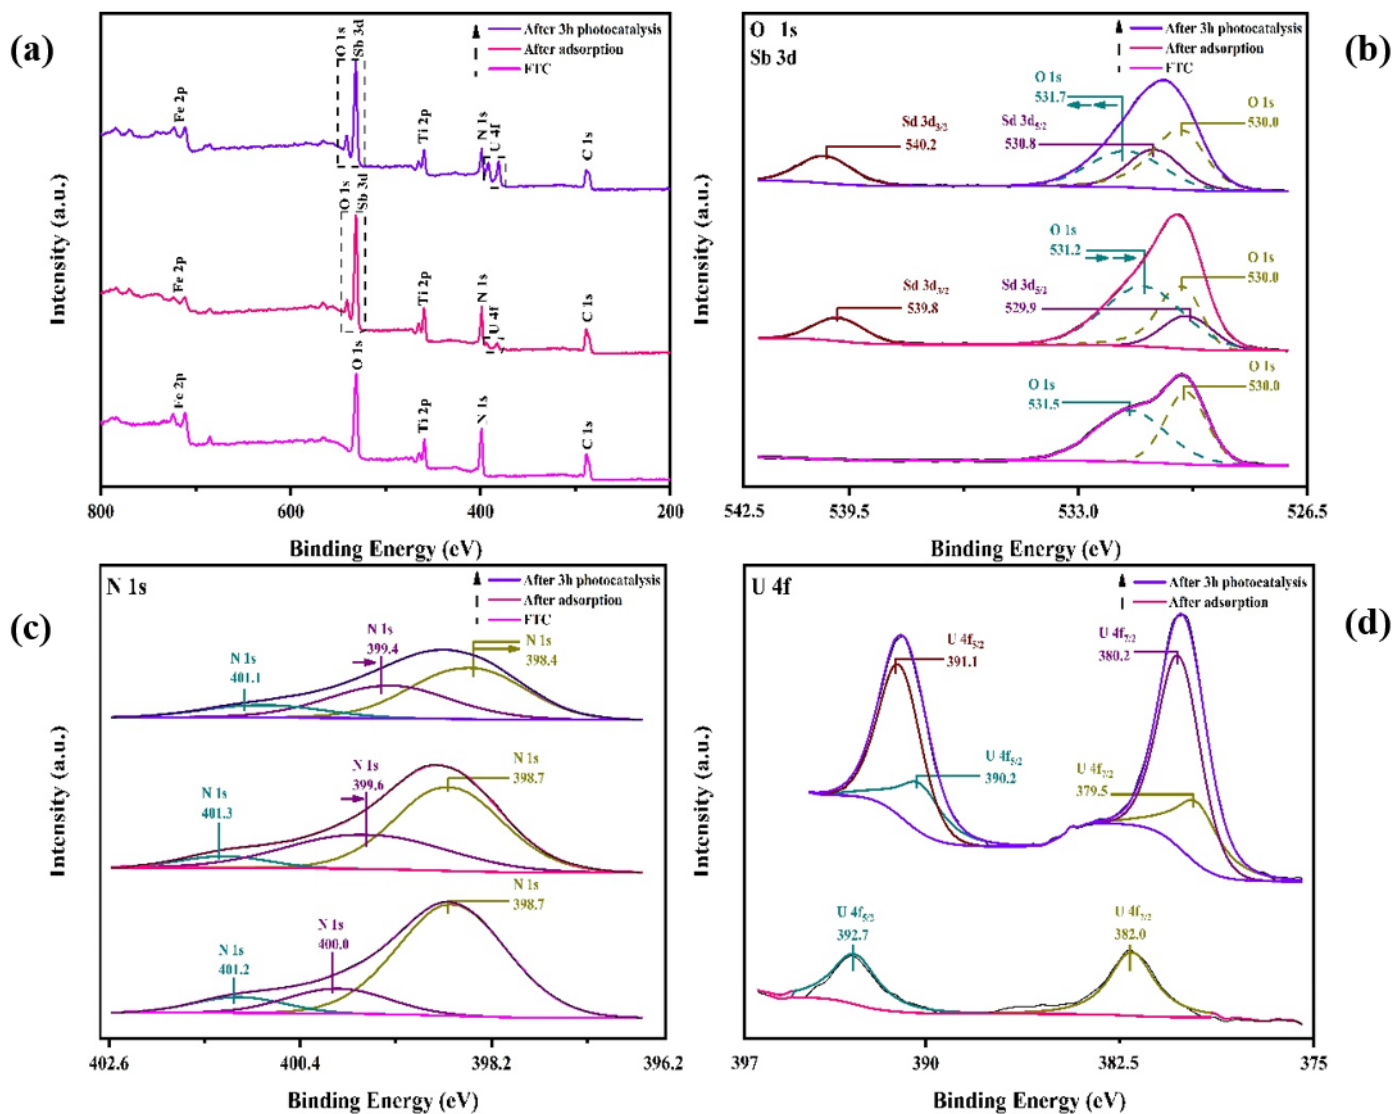 (a)
After 3h photocatalysis
After adsorption
FTC
O 1s
Sb 3d
Fe 2p
Ti 2p
N 1s
U 4f
C 1s
O 1s
Sb 3d
Fe 2p
Ti 2p
N 1s
U 4f
C 1s
O 1s
Fe 2p
Ti 2p
N 1s
C 1s
Intensity (a.u.)
800
600
400
200
Binding Energy (eV)
(b)
O 1s
Sb 3d
After 3h photocatalysis
After adsorption
FTC
O 1s
531.7
O 1s
530.0
Sd 3d3/2
540.2
Sd 3d5/2
530.8
O 1s
531.2
O 1s
530.0
Sd 3d3/2
539.8
Sd 3d5/2
529.9
O 1s
531.5
O 1s
530.0
Intensity (a.u.)
542.5
539.5
533.0
526.5
Binding Energy (eV)
(c)
N 1s
After 3h photocatalysis
After adsorption
FTC
N 1s
401.1
N 1s
399.4
N 1s
398.4
N 1s
401.3
N 1s
399.6
N 1s
398.7
N 1s
401.2
N 1s
400.0
N 1s
398.7
Intensity (a.u.)
402.6
400.4
398.2
396.2
Binding Energy (eV)
(d)
U 4f
After 3h photocatalysis
After adsorption
U 4f5/2
391.1
U 4f7/2
380.2
U 4f5/2
390.2
U 4f7/2
379.5
U 4f5/2
392.7
U 4f7/2
382.0
Intensity (a.u.)
397
390
382.5
375
Binding Energy (eV)